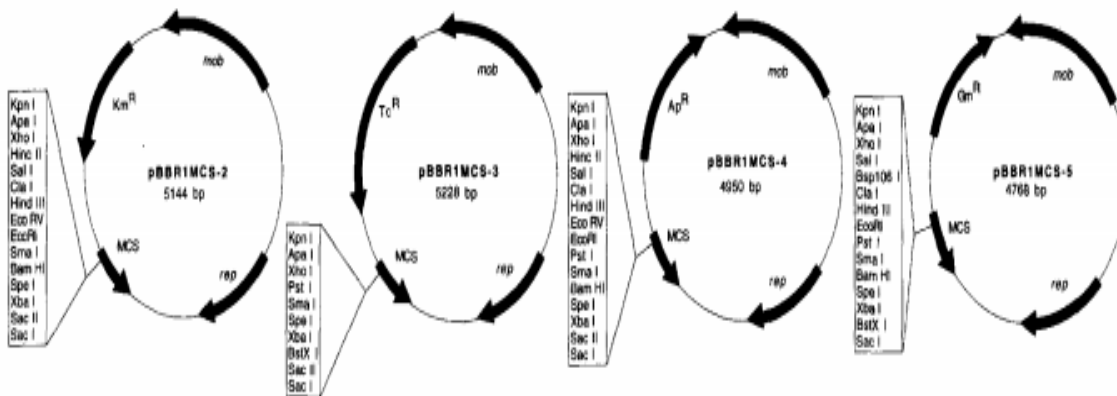 mob
Km^R
Kpn I
Apa I
Xho I
Hinc II
Sal I
Cla I
Hind III
Eco RV
EcoRI
Sma I
Bam HI
Spe I
Xba I
Sac II
Sac I
pBBR1MCS-2
5144 bp
MCS
rep
mob
Tc^R
pBBR1MCS-3
5228 bp
Kpn I
Apa I
Xho I
Pst I
Sma I
Spe I
Xba I
BstX I
Sac II
Sac I
MCS
rep
mob
Ap^R
Kpn I
Apa I
Xho I
Hinc II
Sal I
Cla I
Hind III
Eco RV
EcoRI
Pst I
Sma I
Bam HI
Spe I
Xba I
Sac II
Sac I
pBBR1MCS-4
4950 bp
MCS
rep
mob
Gm^R
Kpn I
Apa I
Xho I
Sal I
Bsp106 I
Cla I
Hind III
EcoRI
Pst I
Sma I
Bam HI
Spe I
Xba I
BstX I
Sac I
pBBR1MCS-5
4768 bp
MCS
rep